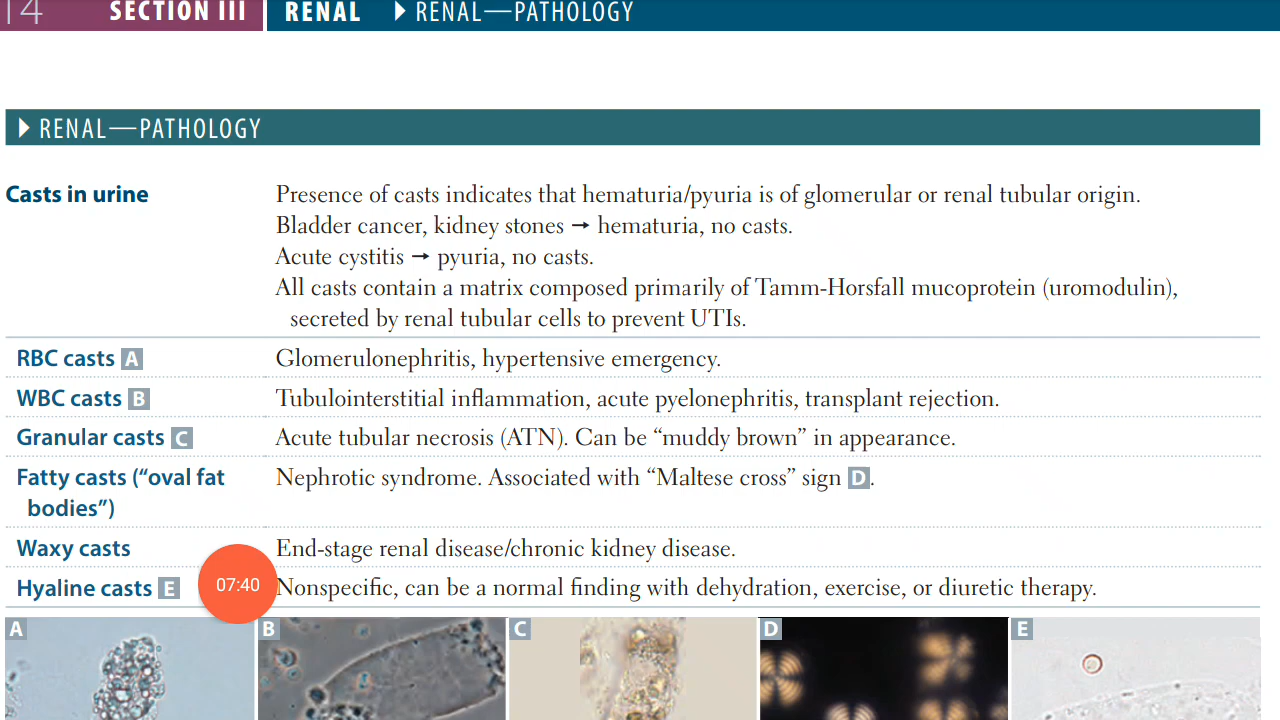 14 SECTION III RENAL ▶ RENAL—PATHOLOGY
▶ RENAL—PATHOLOGY
Casts in urine Presence of casts indicates that hematuria/pyuria is of glomerular or renal tubular origin.
Bladder cancer, kidney stones → hematuria, no casts.
Acute cystitis → pyuria, no casts.
All casts contain a matrix composed primarily of Tamm-Horsfall mucoprotein (uromodulin),
secreted by renal tubular cells to prevent UTIs.
RBC casts A Glomerulonephritis, hypertensive emergency.
WBC casts B Tubulointerstitial inflammation, acute pyelonephritis, transplant rejection.
Granular casts C Acute tubular necrosis (ATN). Can be “muddy brown” in appearance.
Fatty casts (“oval fat Nephrotic syndrome. Associated with “Maltese cross” sign D.
bodies”)
Waxy casts End-stage renal disease/chronic kidney disease.
Hyaline casts E 07:40 Nonspecific, can be a normal finding with dehydration, exercise, or diuretic therapy.
A B C D E